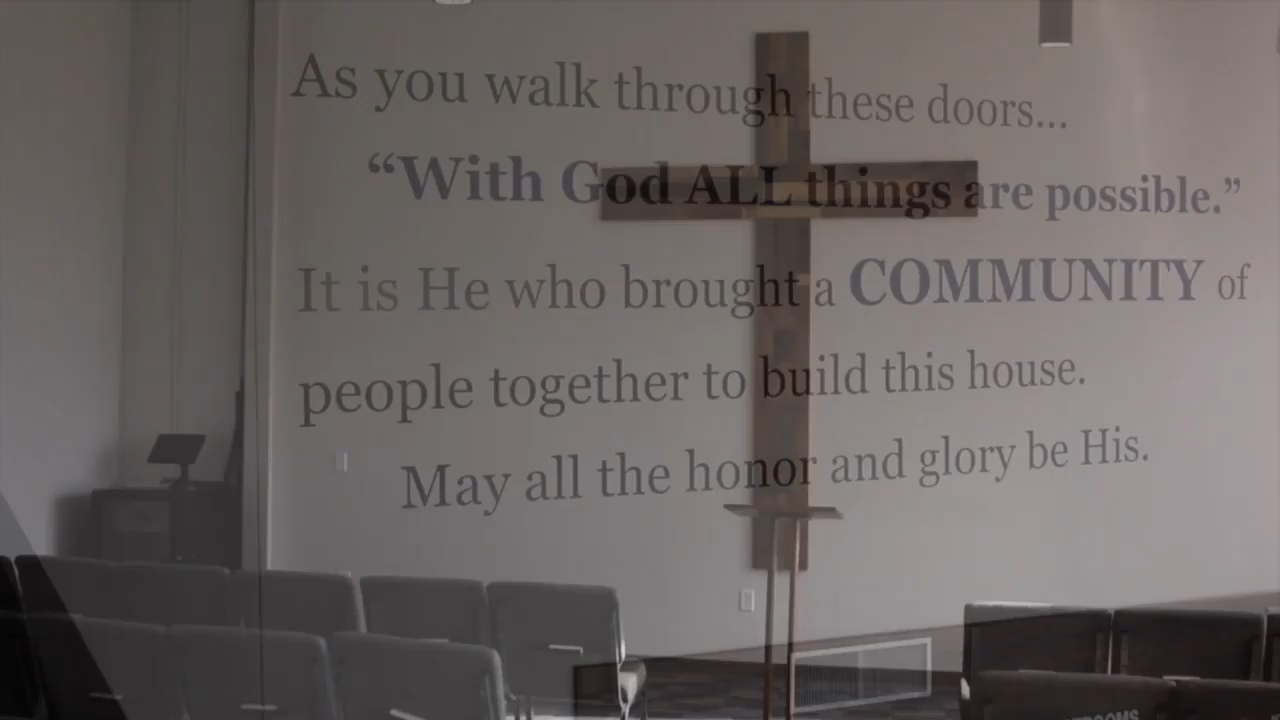 As you walk through these doors...
“With God ALL things are possible.”
It is He who brought a COMMUNITY of
people together to build this house.
May all the honor and glory be His.